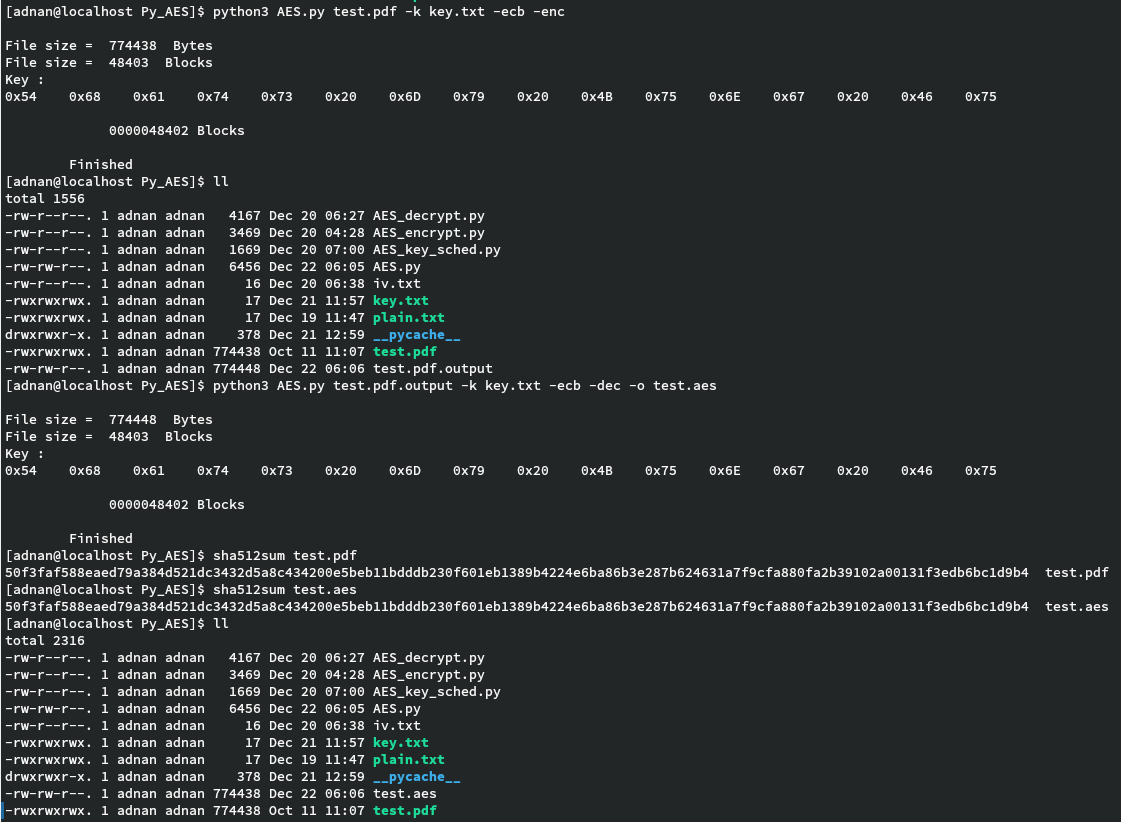 [adnan@localhost Py_AES]$ python3 AES.py test.pdf -k key.txt -ecb -enc
File size =  774438  Bytes
File size =  48403  Blocks
Key :
0x54    0x68    0x61    0x74    0x73    0x20    0x6D    0x79    0x20    0x4B    0x75    0x6E    0x67    0x20    0x46    0x75
0000048402 Blocks
Finished
[adnan@localhost Py_AES]$ ll
total 1556
-rw-r--r--. 1 adnan adnan   4167 Dec 20 06:27 AES_decrypt.py
-rw-r--r--. 1 adnan adnan   3469 Dec 20 04:28 AES_encrypt.py
-rw-r--r--. 1 adnan adnan   1669 Dec 20 07:00 AES_key_sched.py
-rw-rw-r--. 1 adnan adnan   6456 Dec 22 06:05 AES.py
-rw-r--r--. 1 adnan adnan     16 Dec 20 06:38 iv.txt
-rwxrwxrwx. 1 adnan adnan     17 Dec 21 11:57 key.txt
-rwxrwxrwx. 1 adnan adnan     17 Dec 19 11:47 plain.txt
drwxrwxr-x. 1 adnan adnan    378 Dec 21 12:59 __pycache__
-rwxrwxrwx. 1 adnan adnan 774438 Oct 11 11:07 test.pdf
-rw-rw-r--. 1 adnan adnan 774448 Dec 22 06:06 test.pdf.output
[adnan@localhost Py_AES]$ python3 AES.py test.pdf.output -k key.txt -ecb -dec -o test.aes
File size =  774448  Bytes
File size =  48403  Blocks
Key :
0x54    0x68    0x61    0x74    0x73    0x20    0x6D    0x79    0x20    0x4B    0x75    0x6E    0x67    0x20    0x46    0x75
0000048402 Blocks
Finished
[adnan@localhost Py_AES]$ sha512sum test.pdf
50f3faf588eaed79a384d521dc3432d5a8c434200e5beb11bdddb230f601eb1389b4224e6ba86b3e287b624631a7f9cfa880fa2b39102a00131f3edb6bc1d9b4  test.pdf
[adnan@localhost Py_AES]$ sha512sum test.aes
50f3faf588eaed79a384d521dc3432d5a8c434200e5beb11bdddb230f601eb1389b4224e6ba86b3e287b624631a7f9cfa880fa2b39102a00131f3edb6bc1d9b4  test.aes
[adnan@localhost Py_AES]$ ll
total 2316
-rw-r--r--. 1 adnan adnan   4167 Dec 20 06:27 AES_decrypt.py
-rw-r--r--. 1 adnan adnan   3469 Dec 20 04:28 AES_encrypt.py
-rw-r--r--. 1 adnan adnan   1669 Dec 20 07:00 AES_key_sched.py
-rw-rw-r--. 1 adnan adnan   6456 Dec 22 06:05 AES.py
-rw-r--r--. 1 adnan adnan     16 Dec 20 06:38 iv.txt
-rwxrwxrwx. 1 adnan adnan     17 Dec 21 11:57 key.txt
-rwxrwxrwx. 1 adnan adnan     17 Dec 19 11:47 plain.txt
drwxrwxr-x. 1 adnan adnan    378 Dec 21 12:59 __pycache__
-rw-rw-r--. 1 adnan adnan 774438 Dec 22 06:06 test.aes
-rwxrwxrwx. 1 adnan adnan 774438 Oct 11 11:07 test.pdf